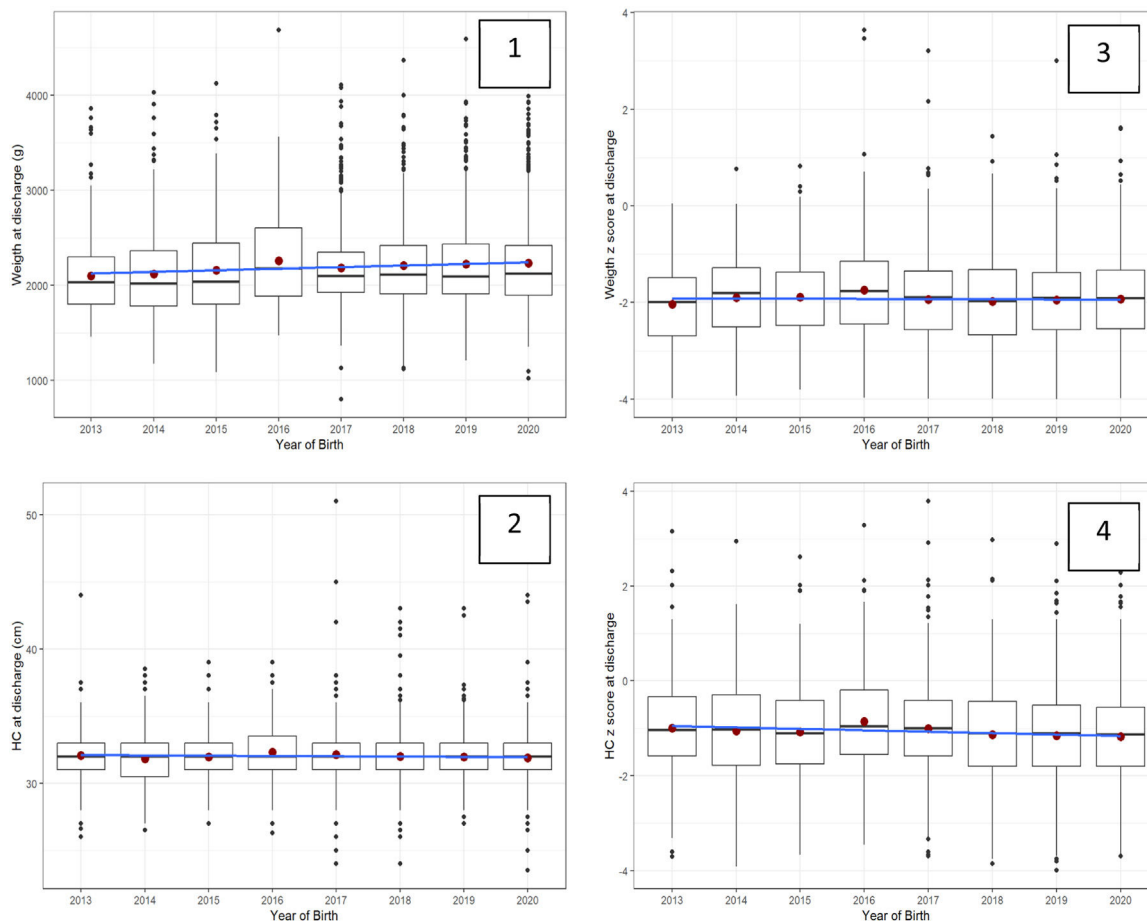 1
Weigth at discharge (g)
4000
3000
2000
1000
2013 2014 2015 2016 2017 2018 2019 2020
Year of Birth
3
Weigth z score at discharge
4
2
0
-2
-4
2013 2014 2015 2016 2017 2018 2019 2020
Year of Birth
2
HC at discharge (cm)
50
40
30
2013 2014 2015 2016 2017 2018 2019 2020
Year of Birth
4
HC z score at discharge
4
2
0
-2
-4
2013 2014 2015 2016 2017 2018 2019 2020
Year of Birth